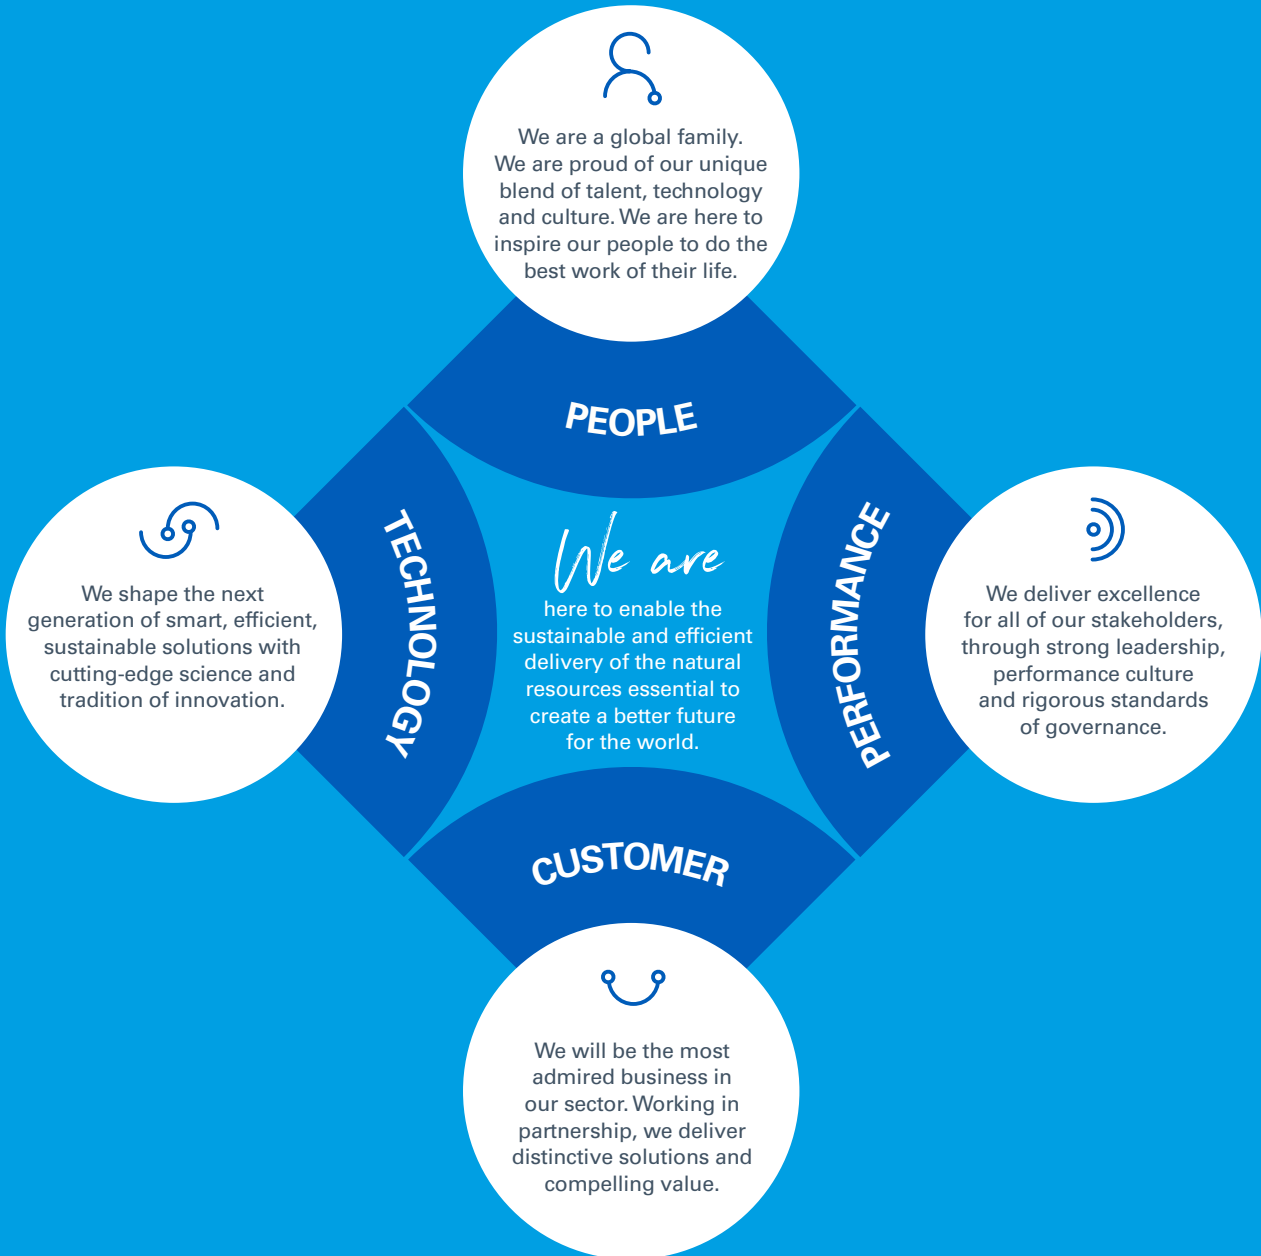 We are a global family.
We are proud of our unique
blend of talent, technology
and culture. We are here to
inspire our people to do the
best work of their life.
PEOPLE
TECHNOLOGY
We shape the next
generation of smart, efficient,
sustainable solutions with
cutting-edge science and
tradition of innovation.
We are
here to enable the
sustainable and efficient
delivery of the natural
resources essential to
create a better future
for the world.
PERFORMANCE
We deliver excellence
for all of our stakeholders,
through strong leadership,
performance culture
and rigorous standards
of governance.
CUSTOMER
We will be the most
admired business in
our sector. Working in
partnership, we deliver
distinctive solutions and
compelling value.